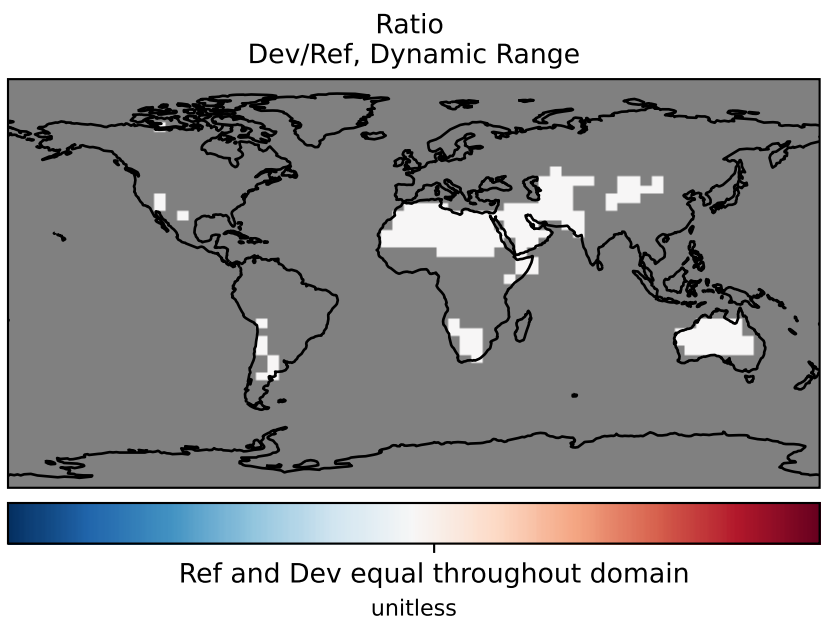 Ratio
Dev/Ref, Dynamic Range
Ref and Dev equal throughout domain
unitless